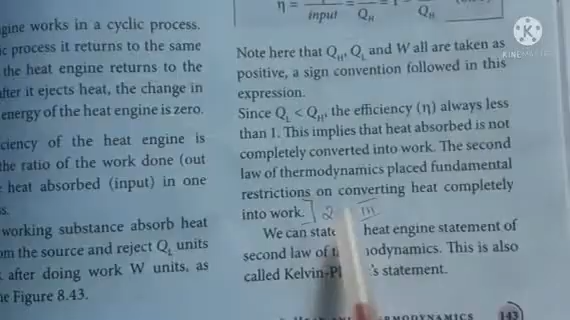 gine works in a cyclic process.
ic process it returns to the same
the heat engine returns to the
after it ejects heat, the change in
energy of the heat engine is zero.
ciency of the heat engine is
the ratio of the work done (out
heat absorbed (input) in one
s.
working substance absorb heat
om the source and reject Q_L units
after doing work W units, as
e Figure 8.43.
η =
input Q_H Q_H
Note here that Q_H, Q_L and W all are taken as
positive, a sign convention followed in this
expression.
Since Q_L < Q_H, the efficiency (η) always less
than 1. This implies that heat absorbed is not
completely converted into work. The second
law of thermodynamics placed fundamental
restrictions on converting heat completely
into work. ] 2 m
We can state heat engine statement of
second law of t odynamics. This is also
called Kelvin-Pl 's statement.
143
KINEMASTER